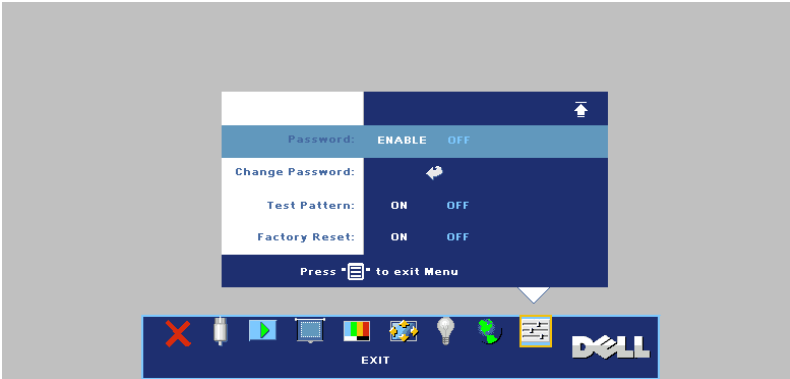 Password: ENABLE OFF
Change Password:
Test Pattern: ON OFF
Factory Reset: ON OFF
Press "" to exit Menu
EXIT
DELL